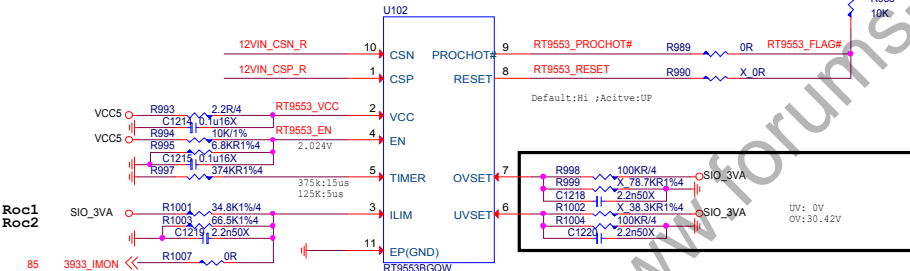 U102
R988
10K
12VIN_CSN_R 10 CSN PROCHOT# 9 RT9553_PROCHOT# R989 0R RT9553_FLAG#
12VIN_CSP_R 1 CSP RESET 8 RT9553_RESET R990 X_0R
Default:Hi ;Acitve:UP
VCC5 R993 2.2R/4 RT9553_VCC 2 VCC
C1214 0.1u16X
VCC5 R994 10K/1% RT9553_EN 4 EN
R995 6.8KR1%4 2.024V
C1215 0.1u16X
R997 374KR1%4 5 TIMER
375k:15us
125K:5us
OVSET 7 R998 100KR/4 SIO_3VA
R999 X_78.7KR1%4
C1218 2.2n50X
UVSET 6 R1002 X_38.3KR1%4 SIO_3VA
R1004 100KR/4
C1220 2.2n50X
UV: 0V
OV:30.42V
Roc1
Roc2
SIO_3VA R1001 34.8K1%/4 3 ILIM
R1003 66.5K1%/4
C1219 2.2n50X
11 EP(GND)
85 3933_IMON R1007 0R
RT9553BGQW
www.forums